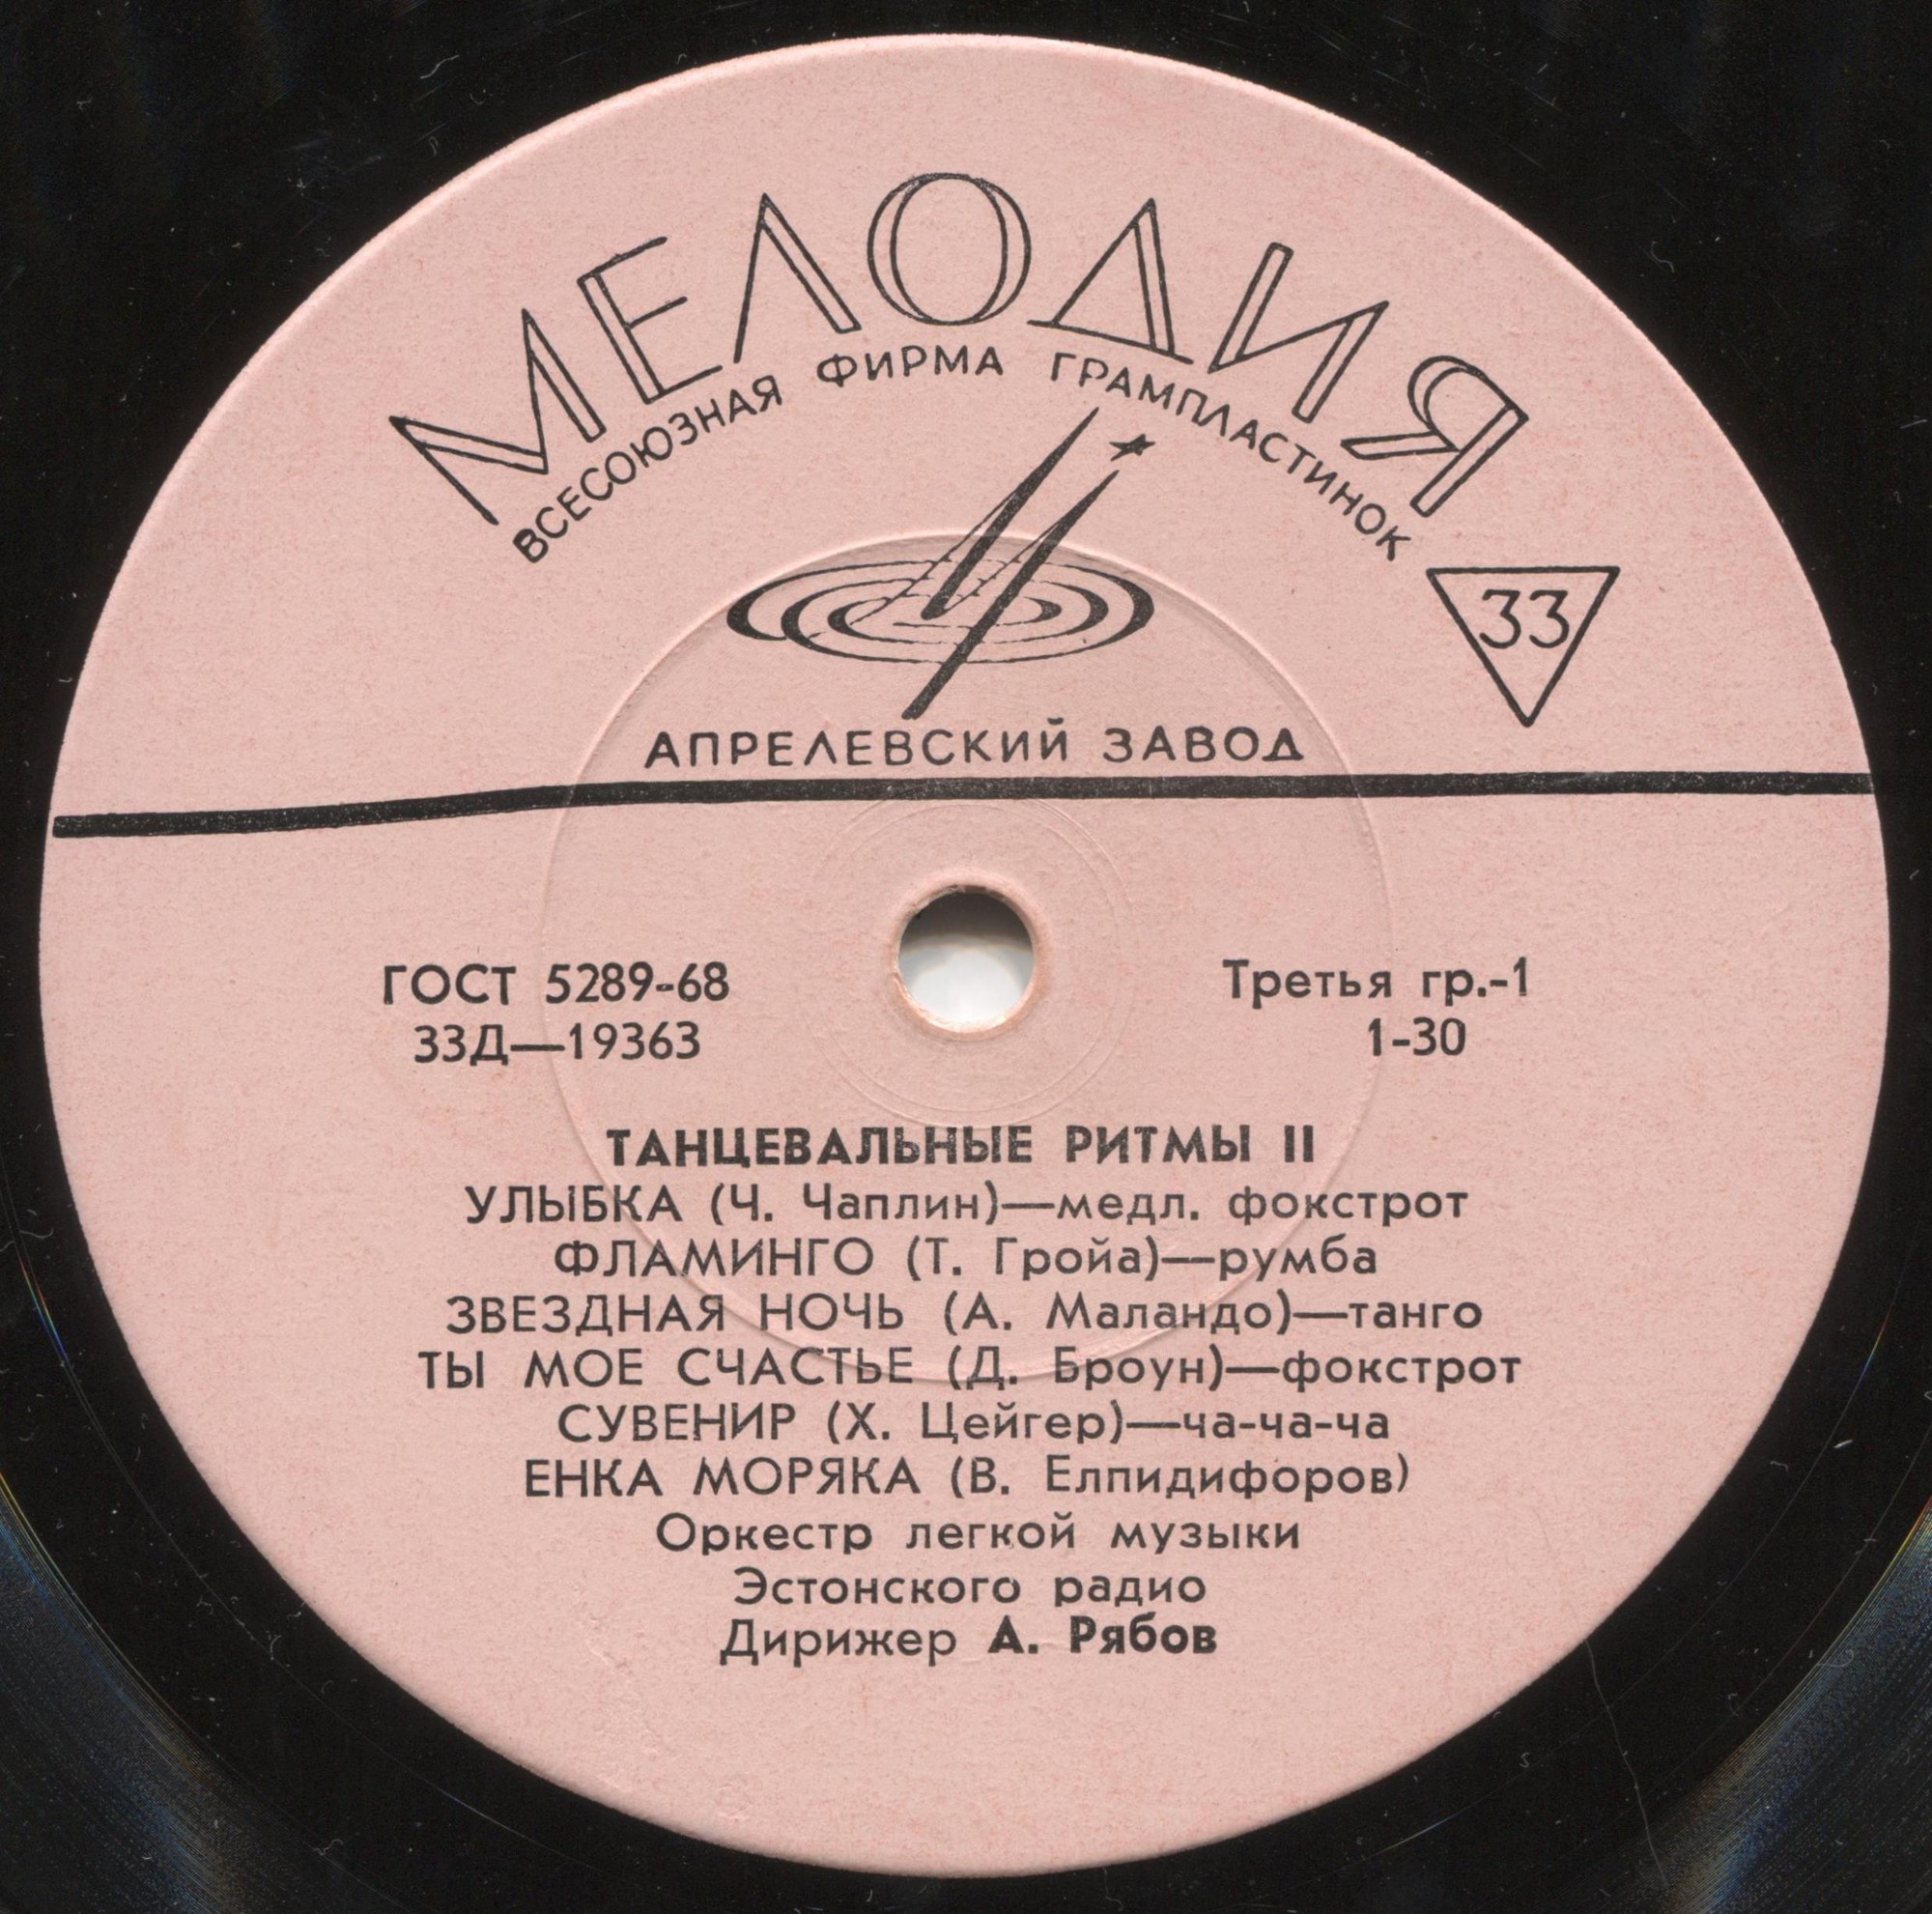 МЕЛОДИЯ
ВСЕСОЮЗНАЯ ФИРМА ГРАМПЛАСТИНОК
33
АПРЕЛЕВСКИЙ ЗАВОД
ГОСТ 5289-68
Третья гр.-1
33Д—19363
1-30
ТАНЦЕВАЛЬНЫЕ РИТМЫ II
УЛЫБКА (Ч. Чаплин)—медл. фокстрот
ФЛАМИНГО (Т. Гройа)—румба
ЗВЕЗДНАЯ НОЧЬ (А. Маландо)—танго
ТЫ МОЕ СЧАСТЬЕ (Д. Броун)—фокстрот
СУВЕНИР (Х. Цейгер)—ча-ча-ча
ЕНКА МОРЯКА (В. Елпидифоров)
Оркестр легкой музыки
Эстонского радио
Дирижер А. Рябов